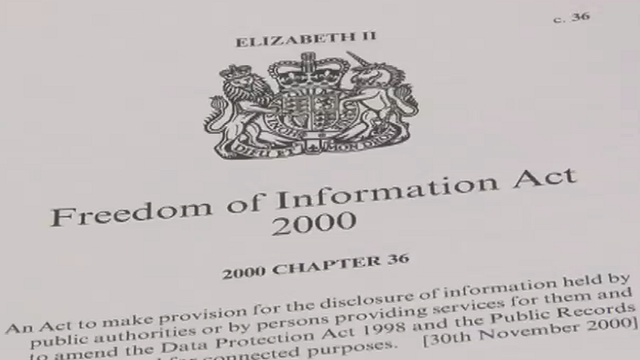 c. 36
ELIZABETH II
DIEU ET MON DROIT
Freedom of Information Act
2000
2000 CHAPTER 36
An Act to make provision for the disclosure of information held by
public authorities or by persons providing services for them and
to amend the Data Protection Act 1998 and the Public Records
for connected purposes. [30th November 2000]